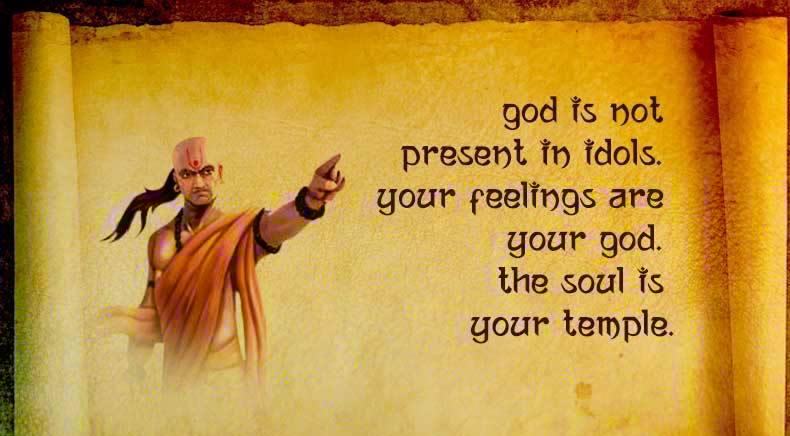 god is not
present in idols.
your feelings are
your god.
the soul is
your temple.